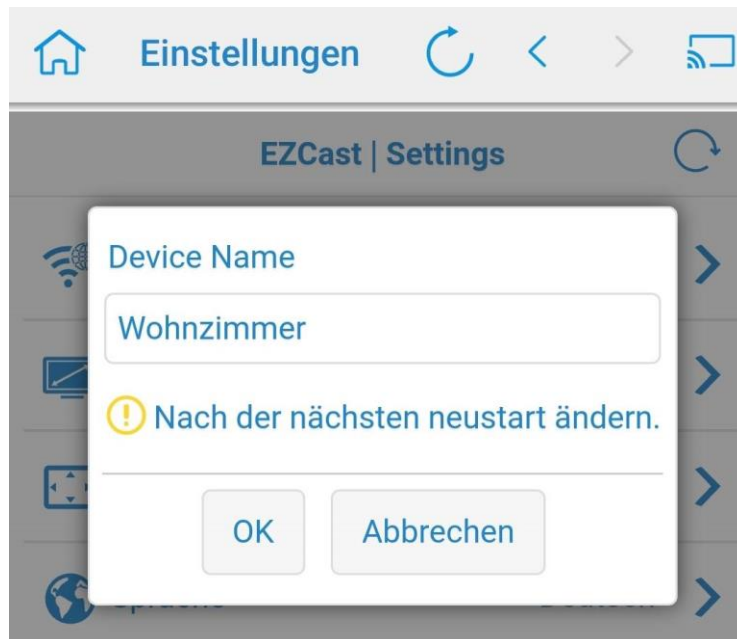 Einstellungen
EZCast | Settings
Device Name
Wohnzimmer
Nach der nächsten neustart ändern.
OK
Abbrechen